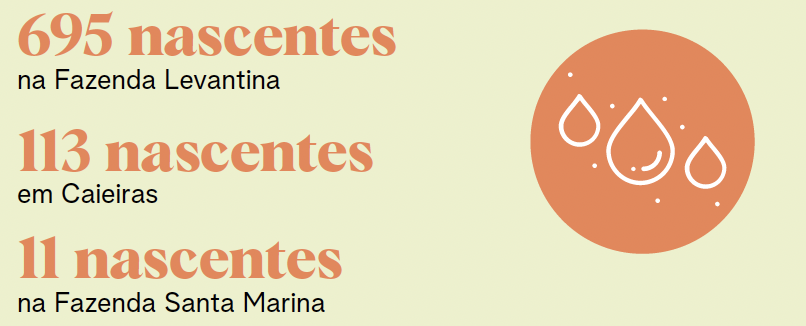 695 nascentes
na Fazenda Levantina
113 nascentes
em Caieiras
11 nascentes
na Fazenda Santa Marina